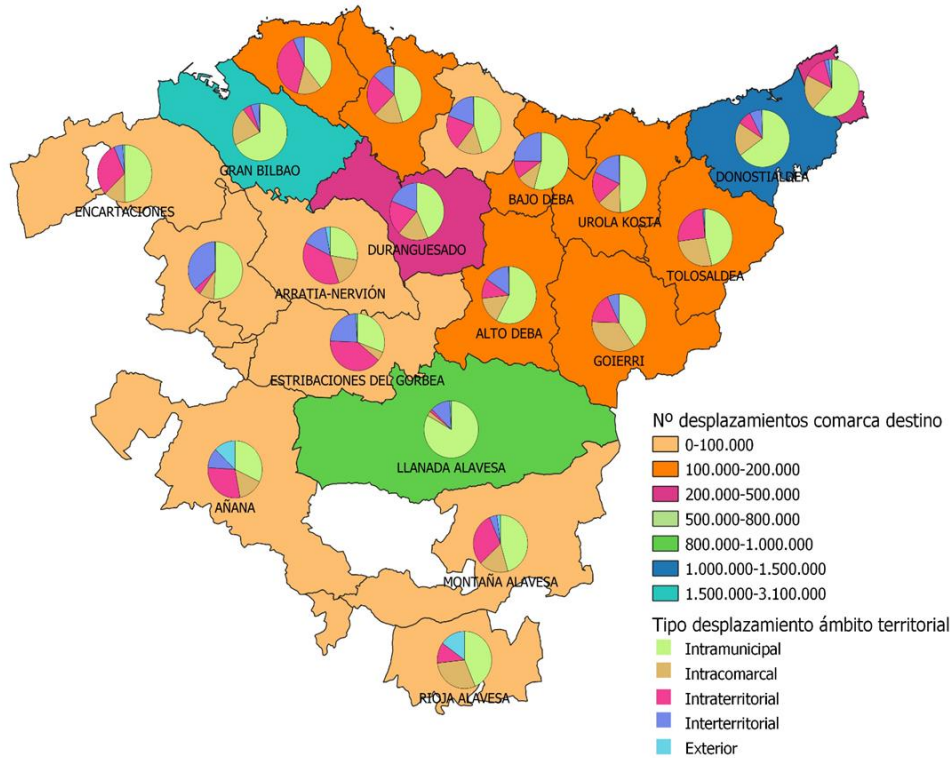 GRAN BILBAO
DONOSTIALDEA
BAJO DEBA
ENCARTACIONES
UROLA KOSTA
DURANGUESADO
TOLOSALDEA
ARRATIA-NERVIÓN
ALTO DEBA
GOIERRI
ESTRIBACIONES DEL GORBEA
LLANADA ALAVESA
AÑANA
MONTAÑA ALAVESA
RIOJA ALAVESA
Nº desplazamientos comarca destino
0-100.000
100.000-200.000
200.000-500.000
500.000-800.000
800.000-1.000.000
1.000.000-1.500.000
1.500.000-3.100.000
Tipo desplazamiento ámbito territorial
Intramunicipal
Intracomarcal
Intraterritorial
Interterritorial
Exterior